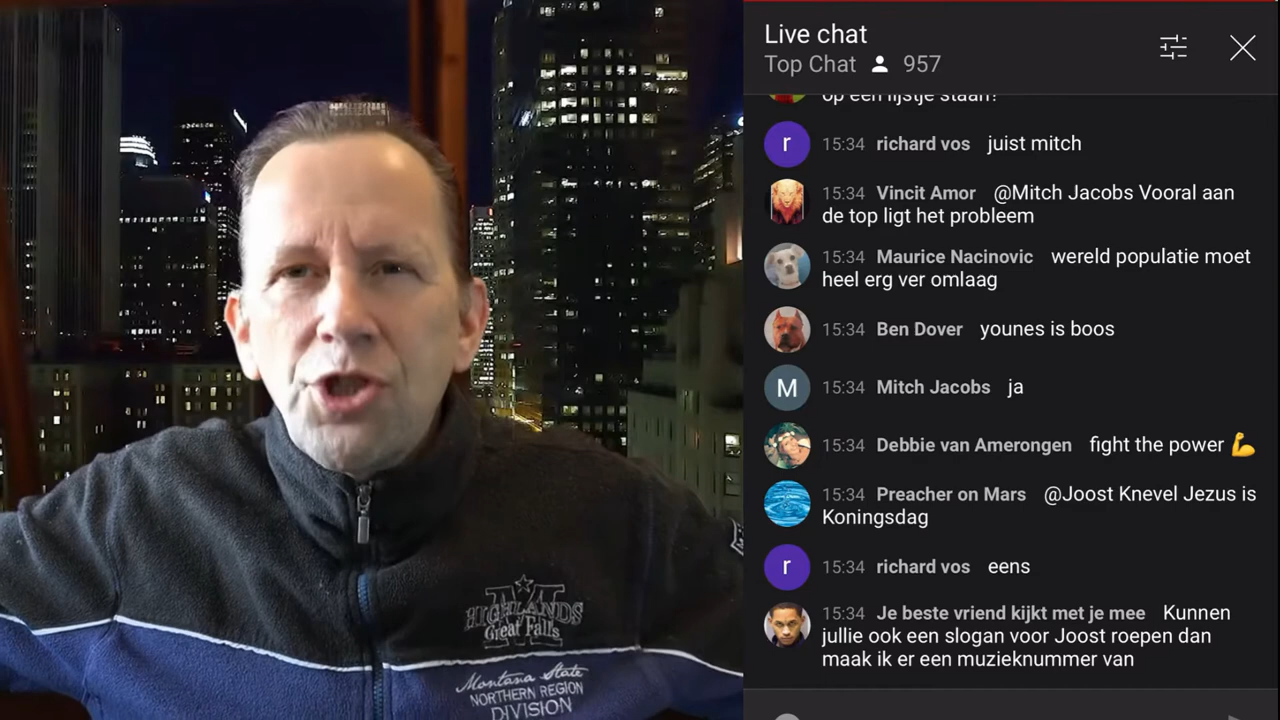 HIGHLANDS
Great Falls
Montana State
NORTHERN REGION
DIVISION
Live chat
Top Chat 957
op een lijstje staan?
r 15:34 richard vos juist mitch
15:34 Vincit Amor @Mitch Jacobs Vooral aan
de top ligt het probleem
15:34 Maurice Nacinovic wereld populatie moet
heel erg ver omlaag
15:34 Ben Dover younes is boos
M 15:34 Mitch Jacobs ja
15:34 Debbie van Amerongen fight the power 💪
15:34 Preacher on Mars @Joost Knevel Jezus is
Koningsdag
r 15:34 richard vos eens
15:34 Je beste vriend kijkt met je mee Kunnen
jullie ook een slogan voor Joost roepen dan
maak ik er een muzieknummer van